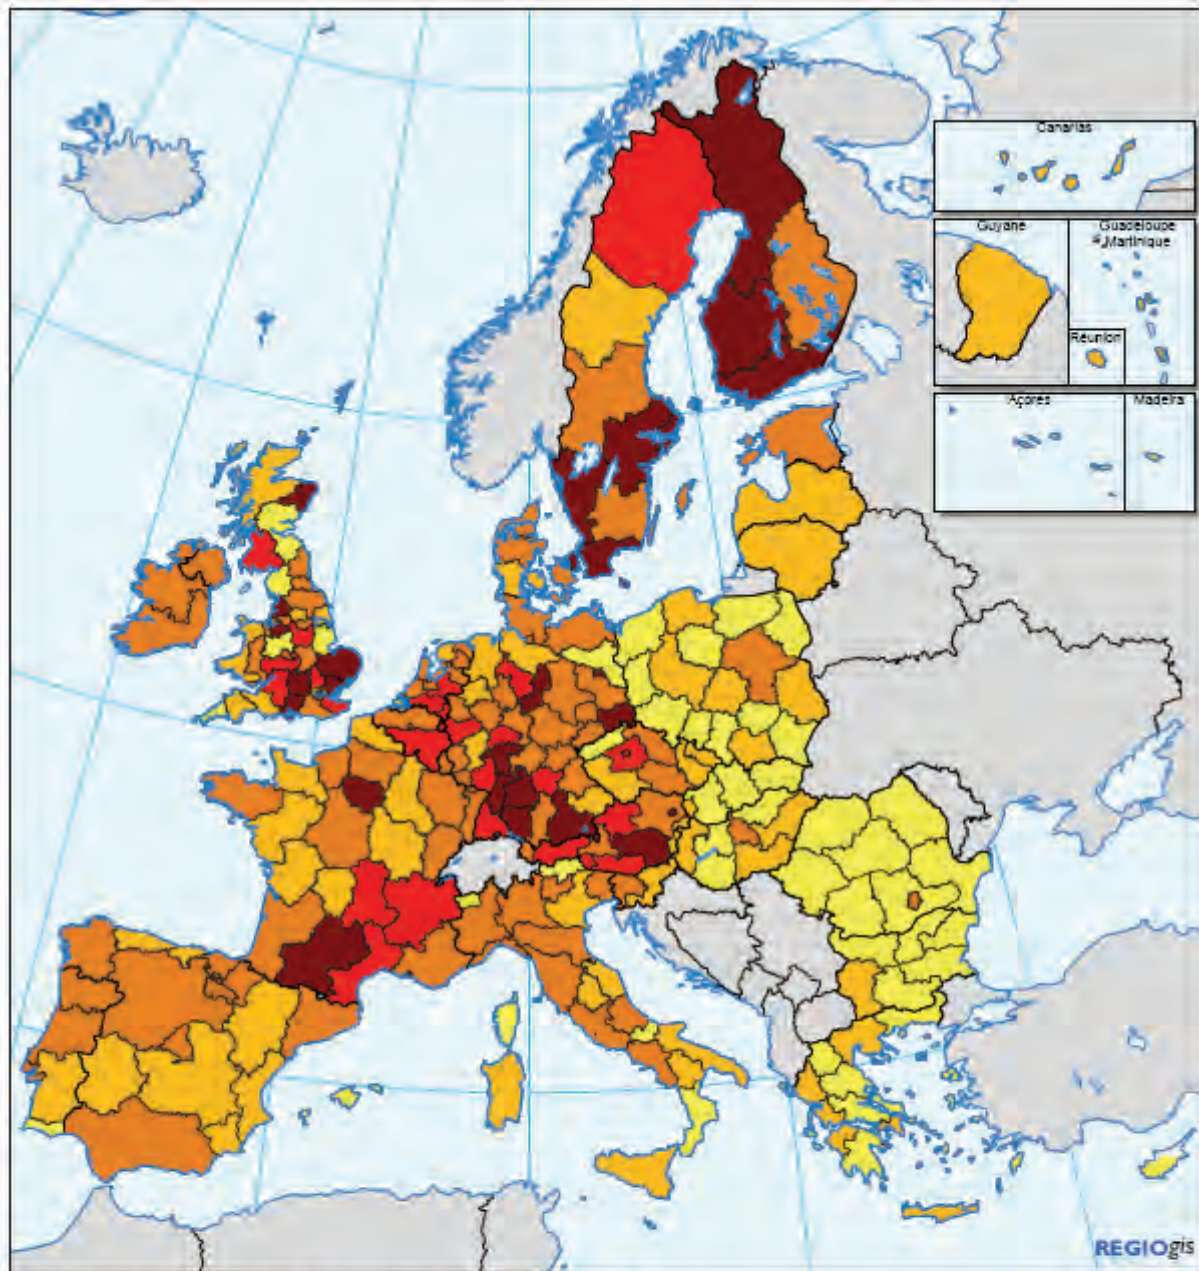 Canarias
Guyane
Guadeloupe
Martinique
Réunion
Açores
Madeira
REGIOgis